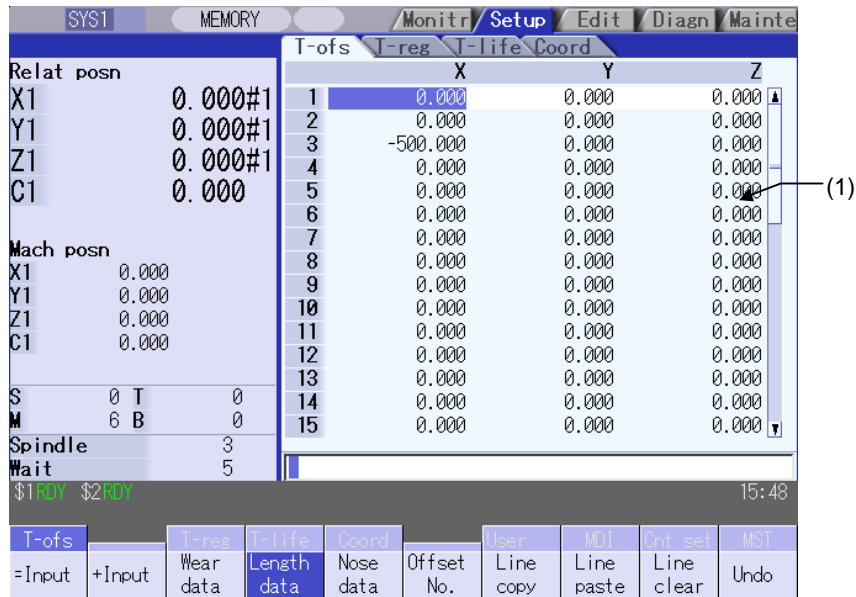 SYS1 MEMORY Monitr Setup Edit Diagn Mainte
T-ofs T-reg T-life Coord
Relat posn
X1 0.000#1
Y1 0.000#1
Z1 0.000#1
C1 0.000
Mach posn
X1 0.000
Y1 0.000
Z1 0.000
C1 0.000
S 0 T 0
M 6 B 0
Spindle 3
Wait 5
X Y Z
1 0.000 0.000 0.000
2 0.000 0.000 0.000
3 -500.000 0.000 0.000
4 0.000 0.000 0.000
5 0.000 0.000 0.000
6 0.000 0.000 0.000
7 0.000 0.000 0.000
8 0.000 0.000 0.000
9 0.000 0.000 0.000
10 0.000 0.000 0.000
11 0.000 0.000 0.000
12 0.000 0.000 0.000
13 0.000 0.000 0.000
14 0.000 0.000 0.000
15 0.000 0.000 0.000
(1)
$1RDY $2RDY 15:48
T-ofs T-reg T-life Coord User MDI Cnt set MST
=Input +Input Wear data Length data Nose data Offset No. Line copy Line paste Line clear Undo